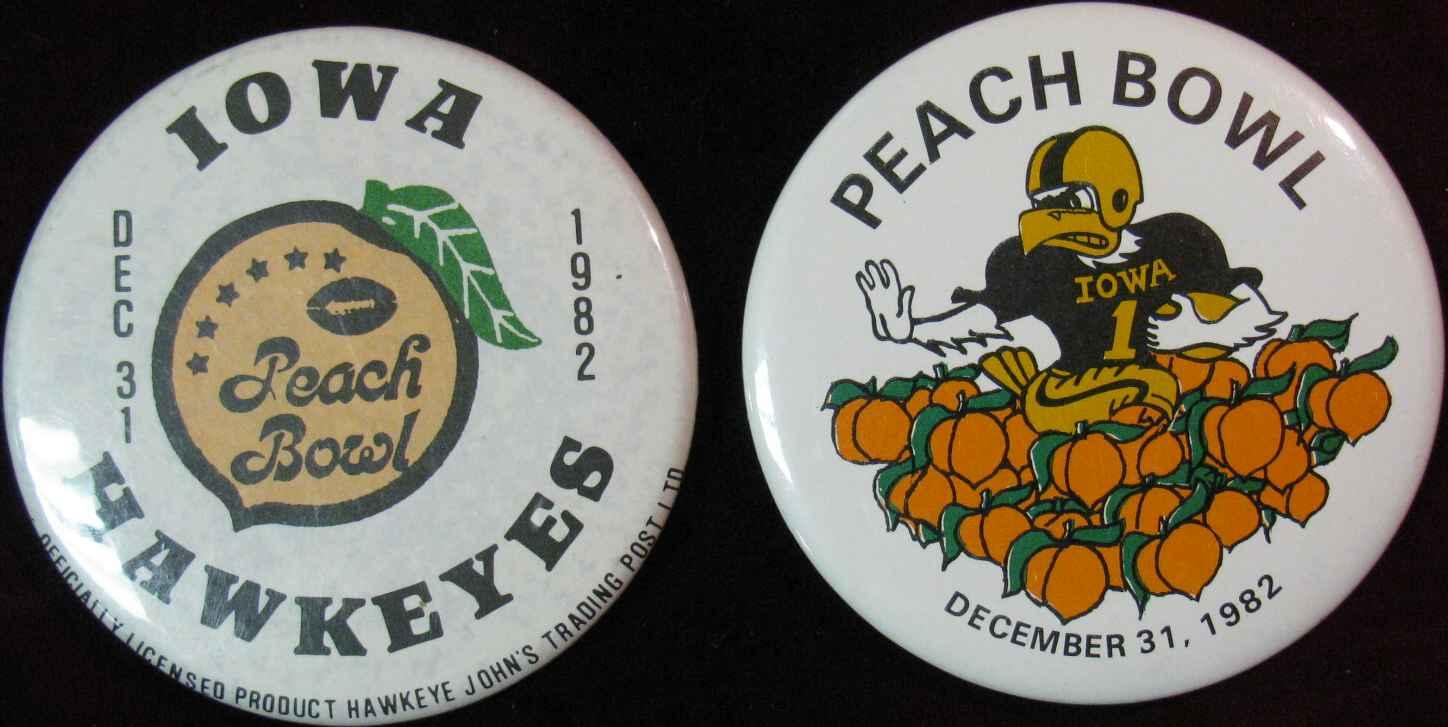 IOWA
DEC 31
1982
Peach
Bowl
HAWKEYES
OFFICIALLY LICENSED PRODUCT HAWKEYE JOHN'S TRADING POST LTD
PEACH BOWL
IOWA
1
DECEMBER 31, 1982